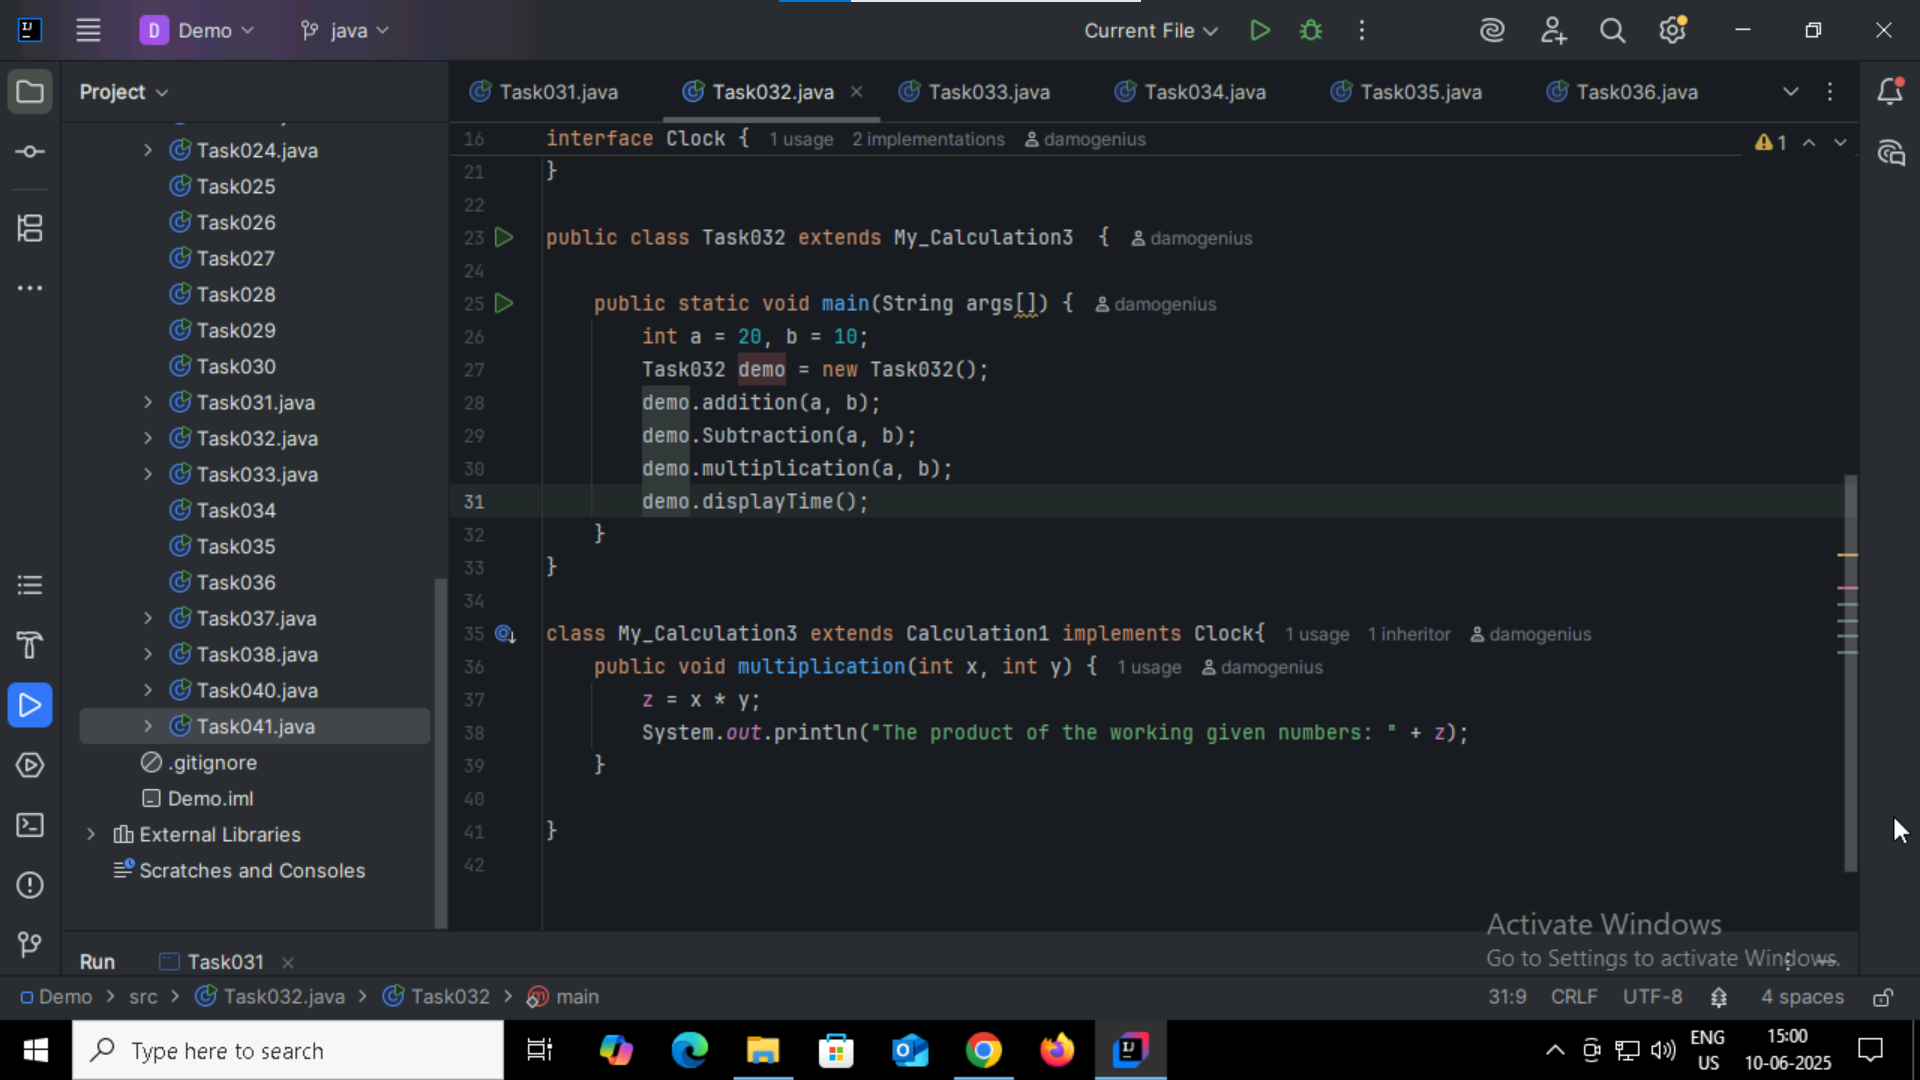 D Demo java Current File
Project
Task031.java Task032.java Task033.java Task034.java Task035.java Task036.java
Task024.java
Task025
Task026
Task027
Task028
Task029
Task030
Task031.java
Task032.java
Task033.java
Task034
Task035
Task036
Task037.java
Task038.java
Task040.java
Task041.java
.gitignore
Demo.iml
External Libraries
Scratches and Consoles
16 interface Clock { 1 usage 2 implementations damogenius
1
21 }
22
23 public class Task032 extends My_Calculation3 { damogenius
24
25 public static void main(String args[]) { damogenius
26 int a = 20, b = 10;
27 Task032 demo = new Task032();
28 demo.addition(a, b);
29 demo.Subtraction(a, b);
30 demo.multiplication(a, b);
31 demo.displayTime();
32 }
33 }
34
35 class My_Calculation3 extends Calculation1 implements Clock{ 1 usage 1 inheritor damogenius
36 public void multiplication(int x, int y) { 1 usage damogenius
37 z = x * y;
38 System.out.println("The product of the working given numbers: " + z);
39 }
40
41 }
42
Activate Windows
Go to Settings to activate Windows.
Run Task031
Demo > src > Task032.java > Task032 > main 31:9 CRLF UTF-8 4 spaces
Type here to search
ENG
US
15:00
10-06-2025